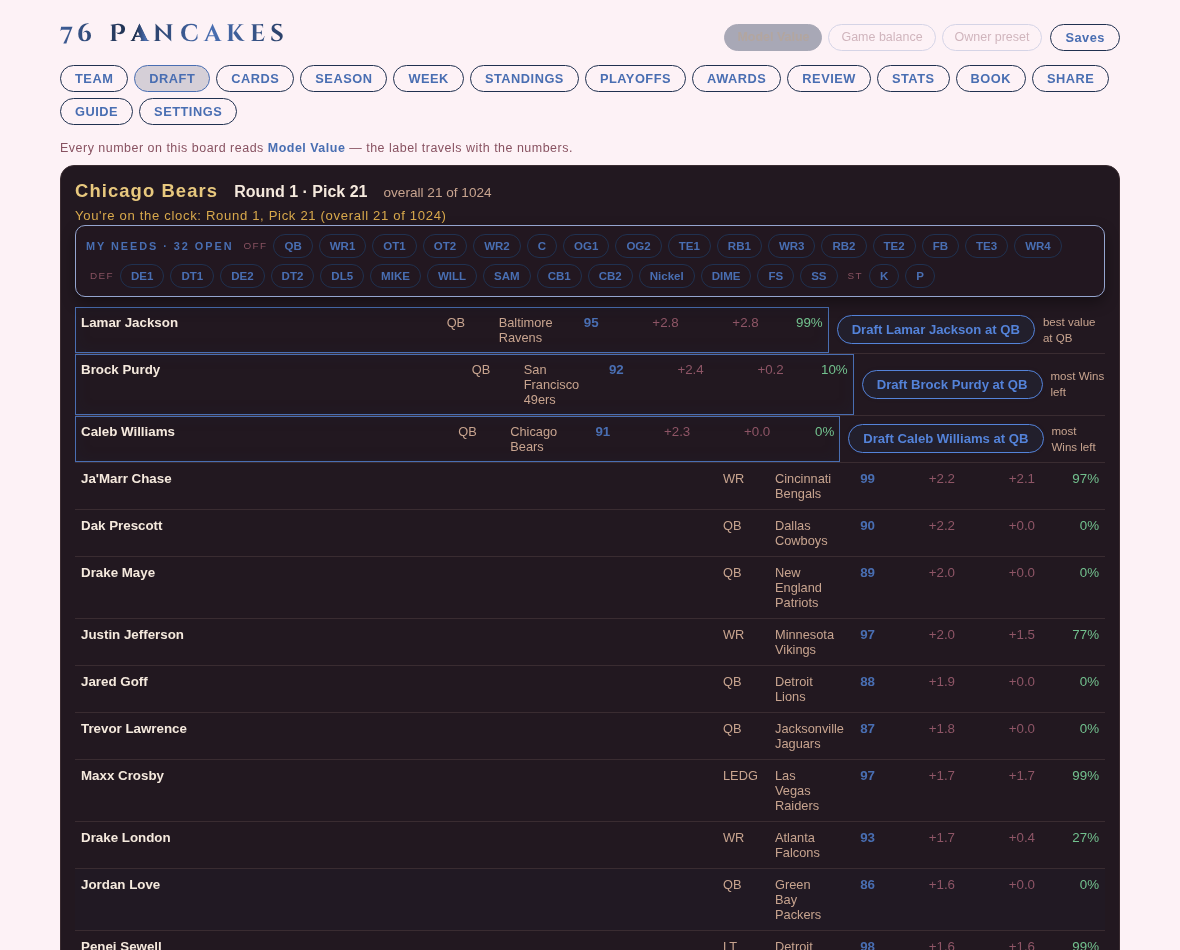 76 PANCAKES
Game balance Owner preset Saves
TEAM DRAFT CARDS SEASON WEEK STANDINGS PLAYOFFS AWARDS REVIEW STATS BOOK SHARE
GUIDE SETTINGS
Every number on this board reads Model Value — the label travels with the numbers.
Chicago Bears Round 1 · Pick 21 overall 21 of 1024
You're on the clock: Round 1, Pick 21 (overall 21 of 1024)
MY NEEDS · 32 OPEN OFF QB WR1 OT1 OT2 WR2 C OG1 OG2 TE1 RB1 WR3 RB2 TE2 FB TE3 WR4
DEF DE1 DT1 DE2 DT2 DL5 MIKE WILL SAM CB1 CB2 Nickel DIME FS SS ST K P
Lamar Jackson QB Baltimore Ravens 95 +2.8 +2.8 99% Draft Lamar Jackson at QB best value at QB
Brock Purdy QB San Francisco 49ers 92 +2.4 +0.2 10% Draft Brock Purdy at QB most Wins left
Caleb Williams QB Chicago Bears 91 +2.3 +0.0 0% Draft Caleb Williams at QB most Wins left
Ja'Marr Chase WR Cincinnati Bengals 99 +2.2 +2.1 97%
Dak Prescott QB Dallas Cowboys 90 +2.2 +0.0 0%
Drake Maye QB New England Patriots 89 +2.0 +0.0 0%
Justin Jefferson WR Minnesota Vikings 97 +2.0 +1.5 77%
Jared Goff QB Detroit Lions 88 +1.9 +0.0 0%
Trevor Lawrence QB Jacksonville Jaguars 87 +1.8 +0.0 0%
Maxx Crosby LEDG Las Vegas Raiders 97 +1.7 +1.7 99%
Drake London WR Atlanta Falcons 93 +1.7 +0.4 27%
Jordan Love QB Green Bay Packers 86 +1.6 +0.0 0%
Penei Sewell LT Detroit 98 +1.6 +1.6 99%